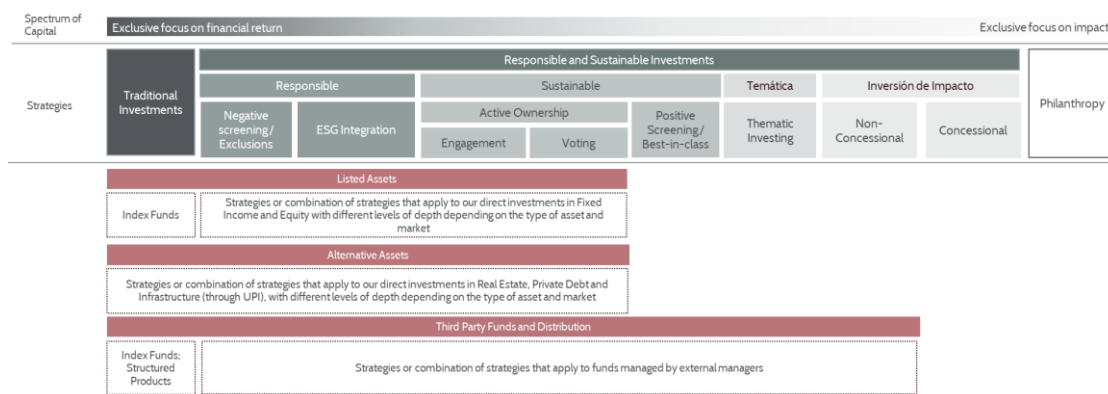 Spectrum of
Capital
Exclusive focus on financial return
Exclusive focus on impact
Strategies
Traditional
Investments
Responsible and Sustainable Investments
Philanthropy
Responsible
Sustainable
Temática
Inversión de Impacto
Negative
screening/
Exclusions
ESG Integration
Active Ownership
Engagement
Voting
Positive
Screening/
Best-in-class
Thematic
Investing
Non-
Concessional
Concessional
Listed Assets
Index Funds
Strategies or combination of strategies that apply to our direct investments in Fixed
Income and Equity with different levels of depth depending on the type of asset and
market
Alternative Assets
Strategies or combination of strategies that apply to our direct investments in Real Estate, Private Debt and
Infrastructure (through UPI), with different levels of depth depending on the type of asset and market
Third Party Funds and Distribution
Index Funds;
Structured
Products
Strategies or combination of strategies that apply to funds managed by external managers